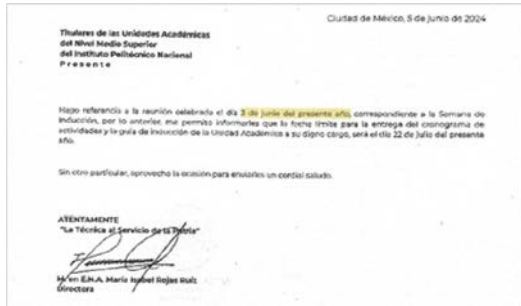 Ciudad de México, 5 de junio de 2024
Titulares de las Unidades Académicas
del Nivel Medio Superior
del Instituto Politécnico Nacional
P r e s e n t e
Hago referencia a la reunión celebrada el día 3 de junio del presente año, correspondiente a la Semana de
Inducción, por lo anterior, me permito informarles que la fecha límite para la entrega del cronograma de
actividades y la guía de inducción de la Unidad Académica a su digno cargo, será el día 22 de julio del presente
año.
Sin otro particular, aprovecho la ocasión para enviarles un cordial saludo.
ATENTAMENTE
"La Técnica al Servicio de la Patria"
M. en E.N.A. María Isabel Rojas Ruiz
Directora